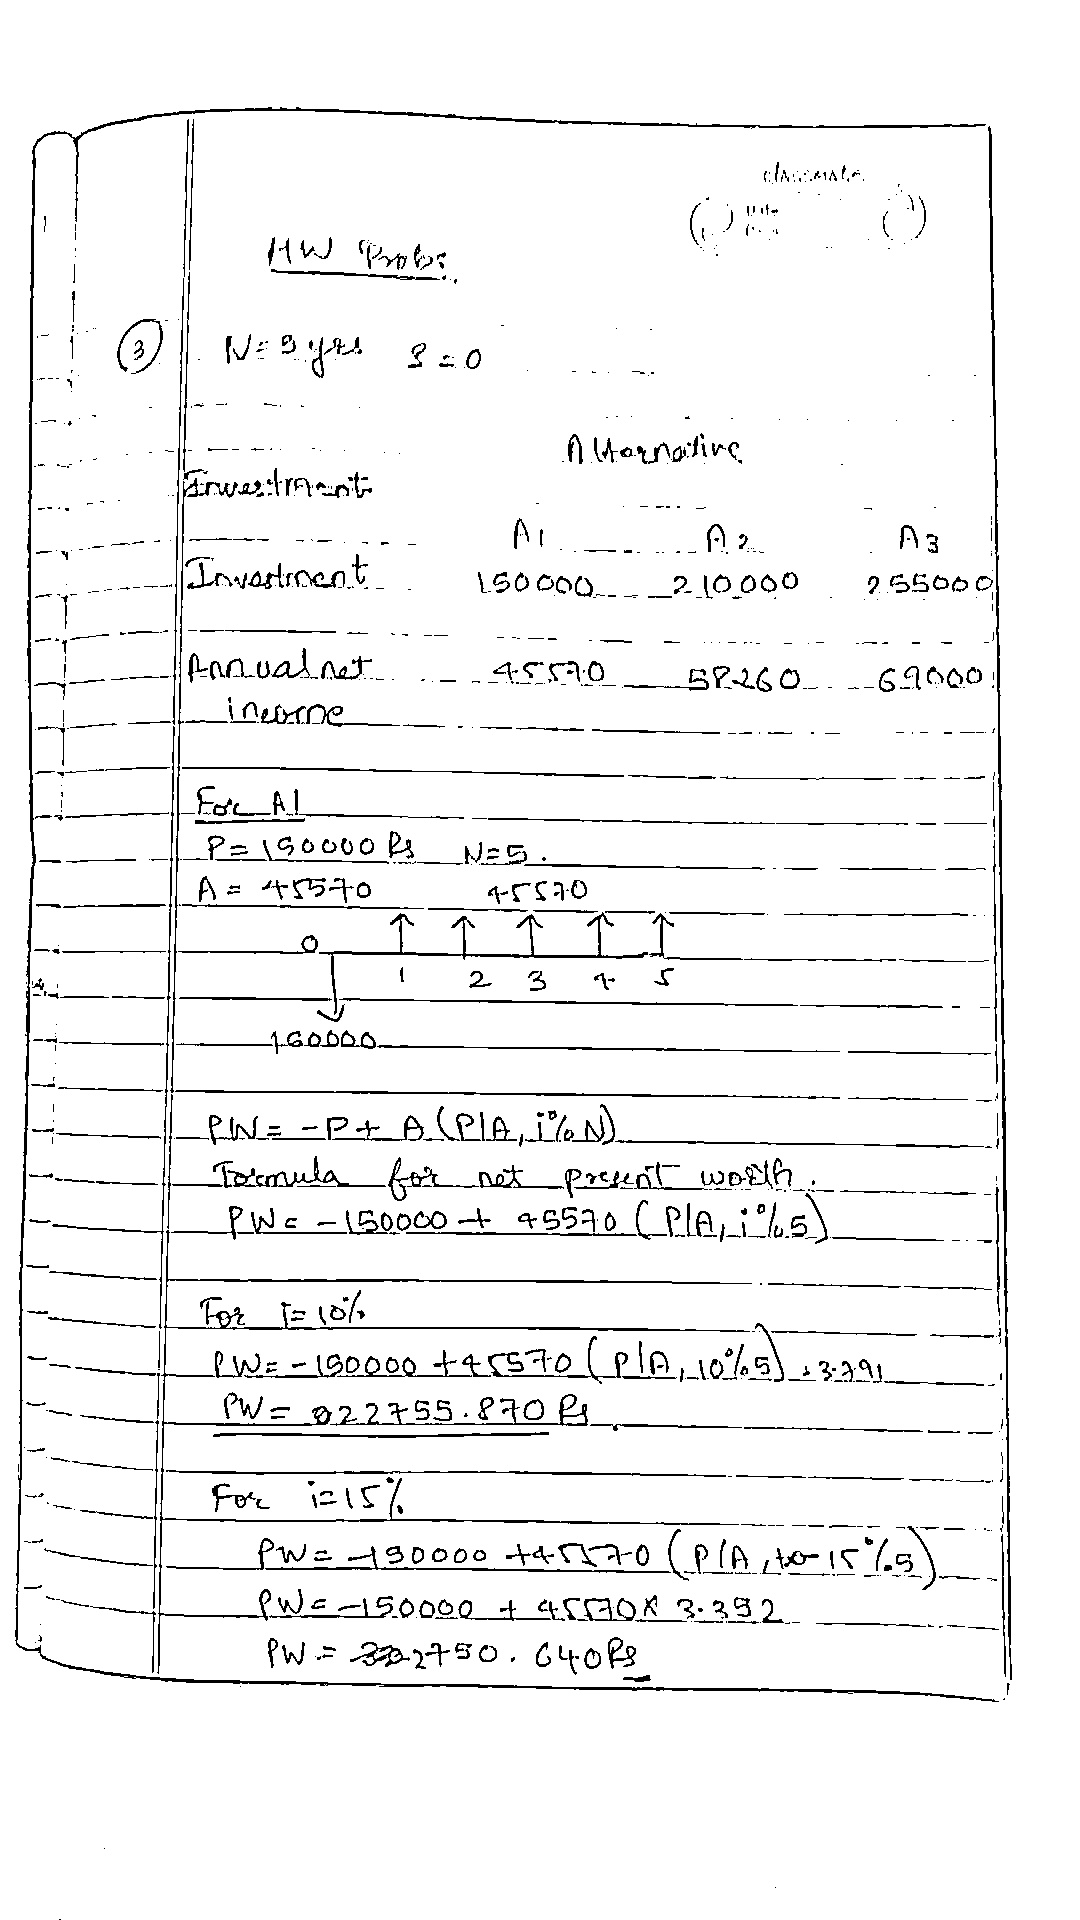 classmate
HW Prob:
3 N=5 yrs S=0
Alternative
Investment
A1 A2 A3
Investment 150000 210000 255000
Annual net 45570 58260 69000
income
For A1
P=150000 Rs N=5.
A = 45570 45570
0
1 2 3 4 5
150000
PW= -P+ A(P/A, i%N)
Formula for net present worth.
PW= -150000 + 45570 (P/A, i%5)
For I=10%
PW= -150000 +45570 (P/A, 10%5) 3.791
PW= 22755.870 Rs.
For i=15%
PW= -150000 +45570 (P/A, 15%5)
PW= -150000 + 45570 X 3.352
PW = 2750.640 Rs